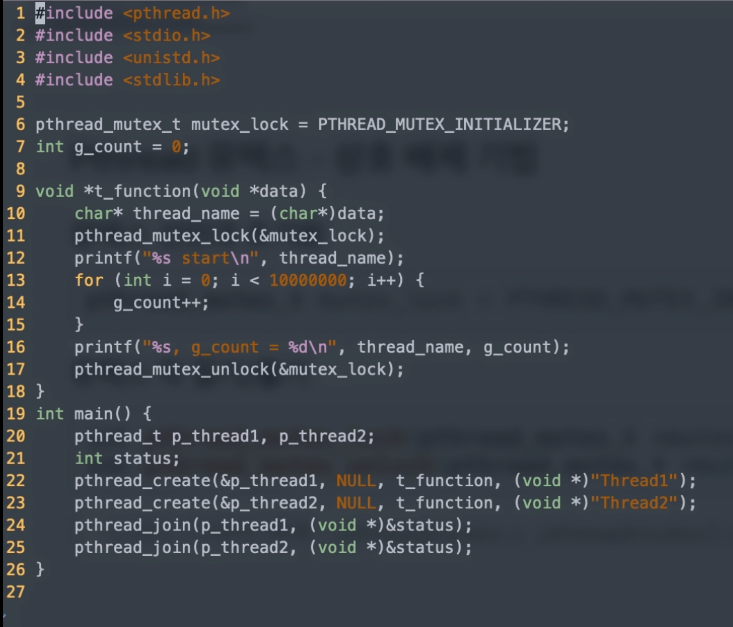 1 #include <pthread.h>
2 #include <stdio.h>
3 #include <unistd.h>
4 #include <stdlib.h>
5
6 pthread_mutex_t mutex_lock = PTHREAD_MUTEX_INITIALIZER;
7 int g_count = 0;
8
9 void *t_function(void *data) {
10     char* thread_name = (char*)data;
11     pthread_mutex_lock(&mutex_lock);
12     printf("%s start\n", thread_name);
13     for (int i = 0; i < 10000000; i++) {
14         g_count++;
15     }
16     printf("%s, g_count = %d\n", thread_name, g_count);
17     pthread_mutex_unlock(&mutex_lock);
18 }
19 int main() {
20     pthread_t p_thread1, p_thread2;
21     int status;
22     pthread_create(&p_thread1, NULL, t_function, (void *)"Thread1");
23     pthread_create(&p_thread2, NULL, t_function, (void *)"Thread2");
24     pthread_join(p_thread1, (void *)&status);
25     pthread_join(p_thread2, (void *)&status);
26 }
27